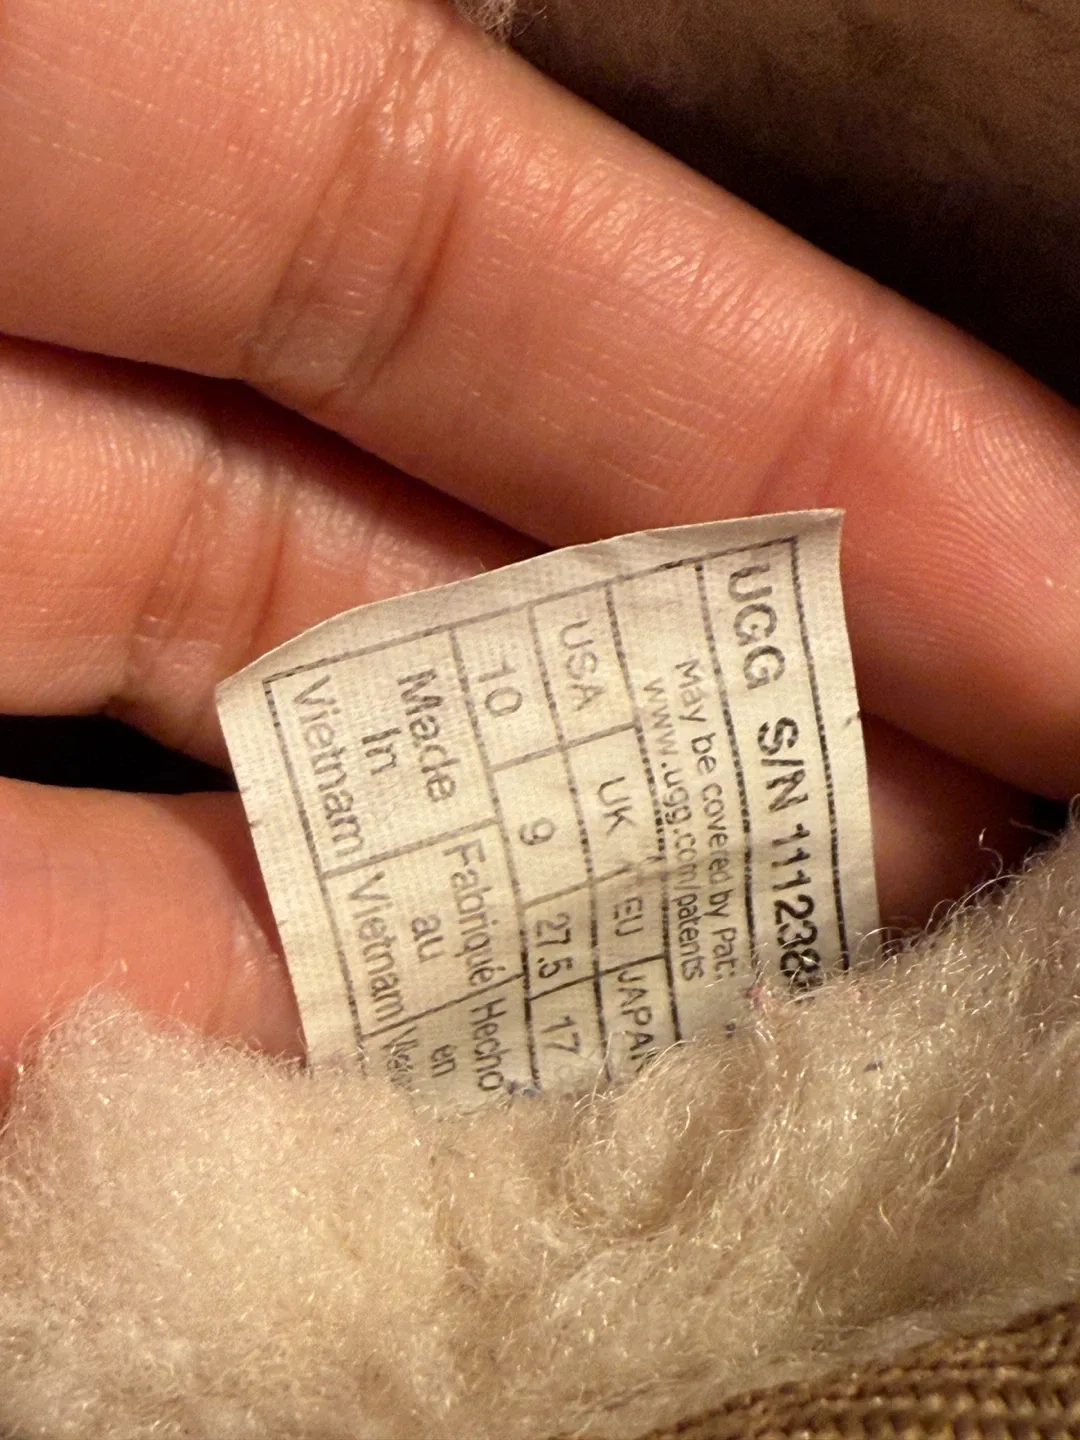 UGG S/N 111238
May be covered by Pat:
www.ugg.com/patents
USA UK EU JAPAN
10 9 27.5 17
Made Fabriqué Hecho
In au en
Vietnam Vietnam